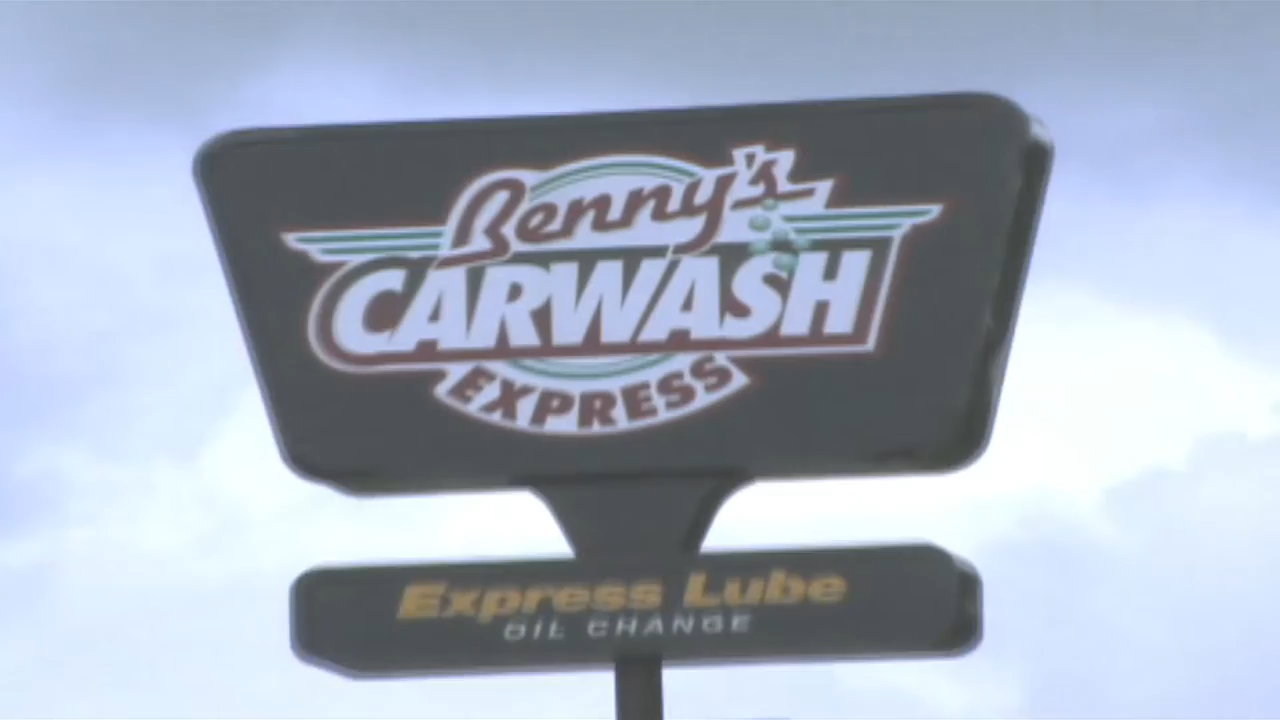 Benny's
CARWASH
EXPRESS
Express Lube
OIL CHANGE